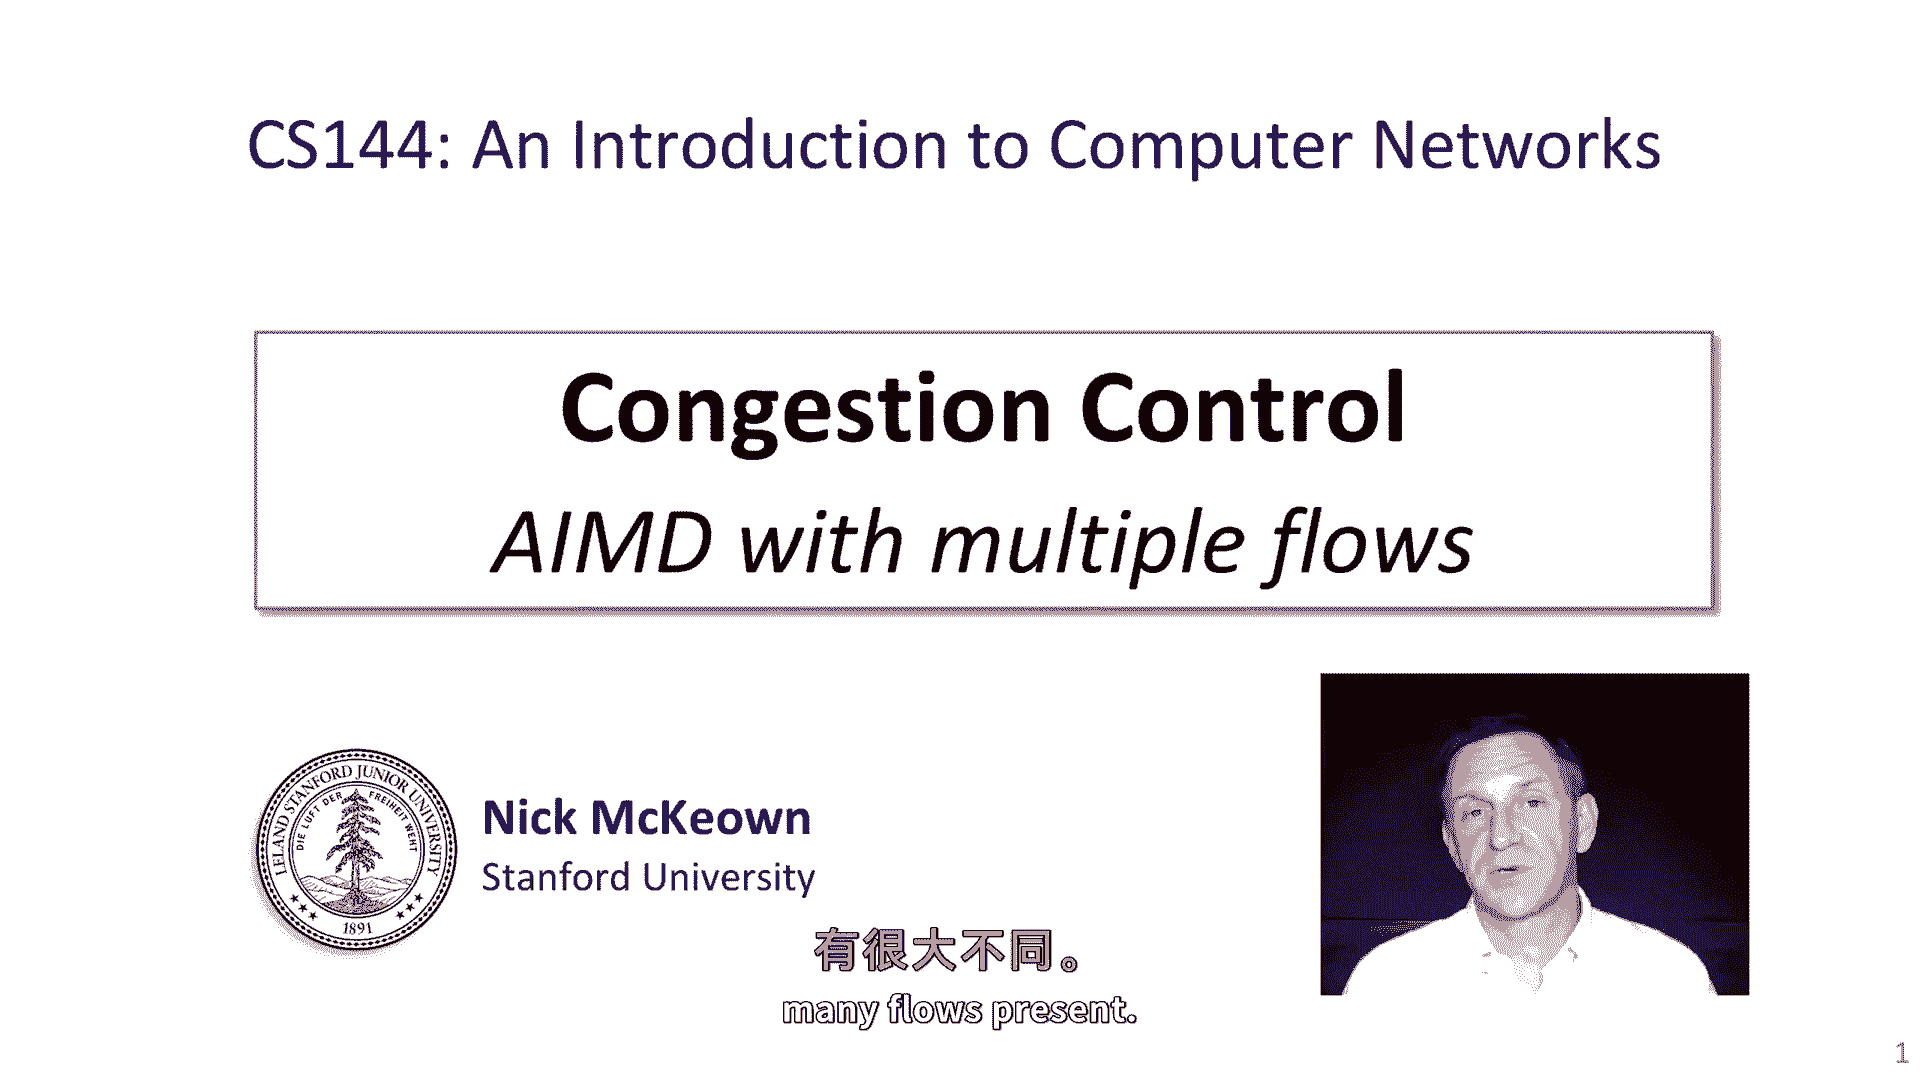 CS144: An Introduction to Computer Networks
Congestion Control
AIMD with multiple flows
LELAND STANFORD JUNIOR UNIVERSITY
DIE LUFT DER FREIHEIT WEHT
1891
Nick McKeown
Stanford University
有很大不同。
many flows present.
1